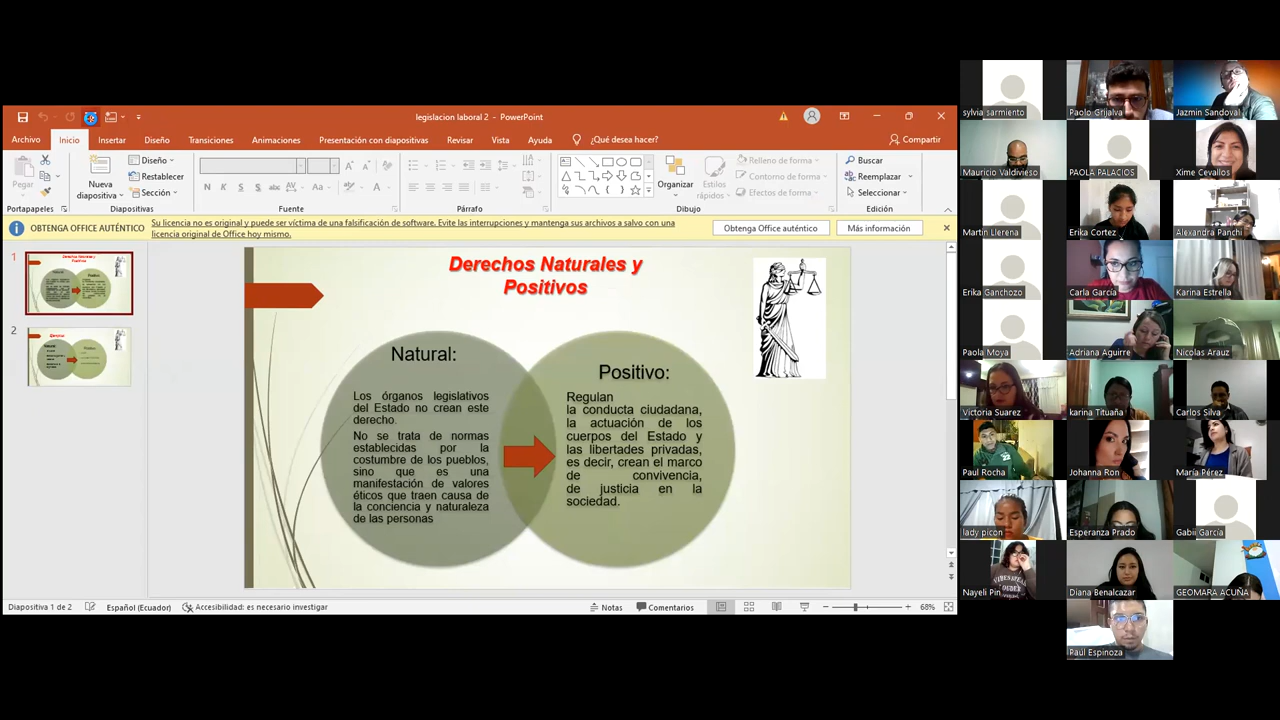 legislacion laboral 2 - PowerPoint
Archivo Inicio Insertar Diseño Transiciones Animaciones Presentación con diapositivas Revisar Vista Ayuda ¿Qué desea hacer? Compartir
Pegar
Nueva diapositiva
Diseño
Restablecer
Sección
N K S S abc AV Aa A
Organizar
Estilos rápidos
Relleno de forma
Contorno de forma
Efectos de forma
Buscar
Reemplazar
Seleccionar
Portapapeles Diapositivas Fuente Párrafo Dibujo Edición
OBTENGA OFFICE AUTÉNTICO
Su licencia no es original y puede ser víctima de una falsificación de software. Evite las interrupciones y mantenga sus archivos a salvo con una
licencia original de Office hoy mismo.
Obtenga Office auténtico
Más información
1
2
Derechos Naturales y
Positivos
Natural:
Los órganos legislativos
del Estado no crean este
derecho.
No se trata de normas
establecidas por la
costumbre de los pueblos,
sino que es una
manifestación de valores
éticos que traen causa de
la conciencia y naturaleza
de las personas
Positivo:
Regulan
la conducta ciudadana,
la actuación de los
cuerpos del Estado y
las libertades privadas,
es decir, crean el marco
de convivencia,
de justicia en la
sociedad.
Diapositiva 1 de 2 Español (Ecuador) Accesibilidad: es necesario investigar Notas Comentarios 68%
sylvia sarmiento
Paolo Grijalva
Jazmin Sandoval
Mauricio Valdivieso
PAOLA PALACIOS
Xime Cevallos
Martin Llerena
Erika Cortez
Alexandra Panchi
Erika Ganchozo
Carla García
Karina Estrella
Paola Moya
Adriana Aguirre
Nicolas Arauz
Victoria Suarez
karina Tituaña
Carlos Silva
Paul Rocha
Johanna Ron
María Pérez
lady picon
Esperanza Prado
Gabii García
Nayeli Pin
Diana Benalcazar
GEOMARA ACUÑA
Paúl Espinoza